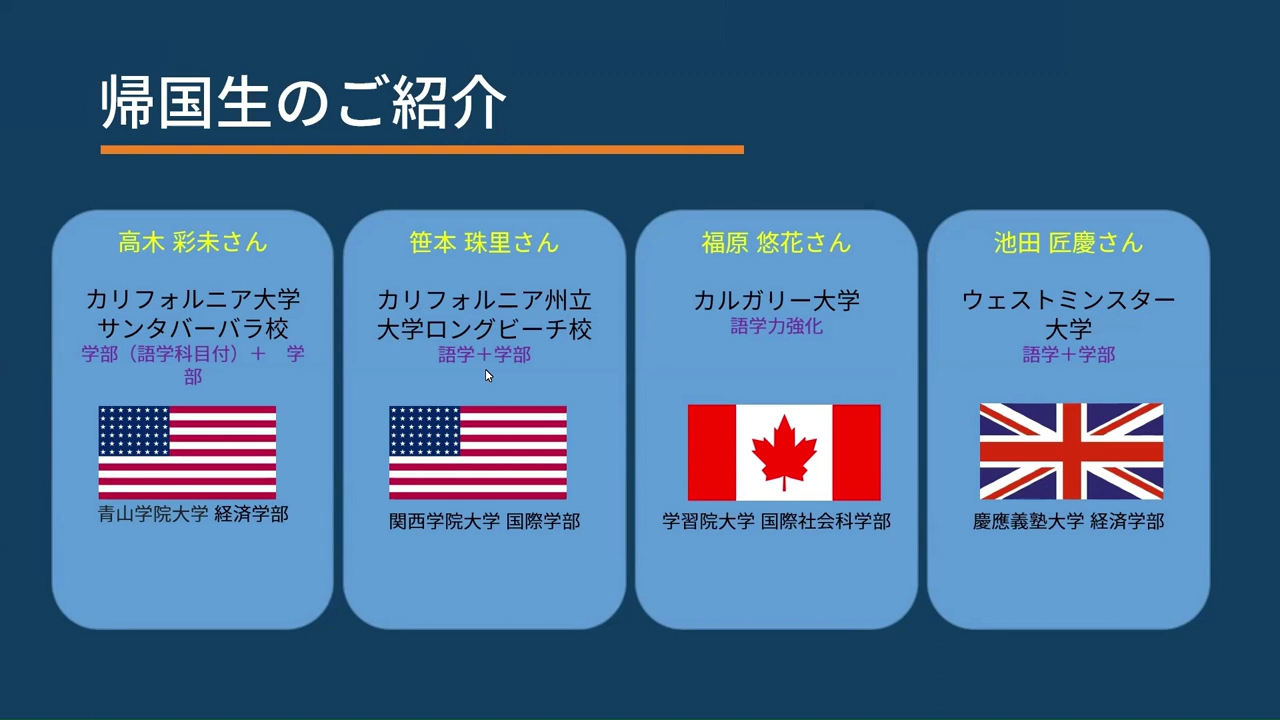 帰国生のご紹介
高木 彩未さん
カリフォルニア大学
サンタバーバラ校
学部（語学科目付）＋　学
部
青山学院大学 経済学部
笹本 珠里さん
カリフォルニア州立
大学ロングビーチ校
語学＋学部
関西学院大学 国際学部
福原 悠花さん
カルガリー大学
語学力強化
学習院大学 国際社会科学部
池田 匠慶さん
ウェストミンスター
大学
語学＋学部
慶應義塾大学 経済学部